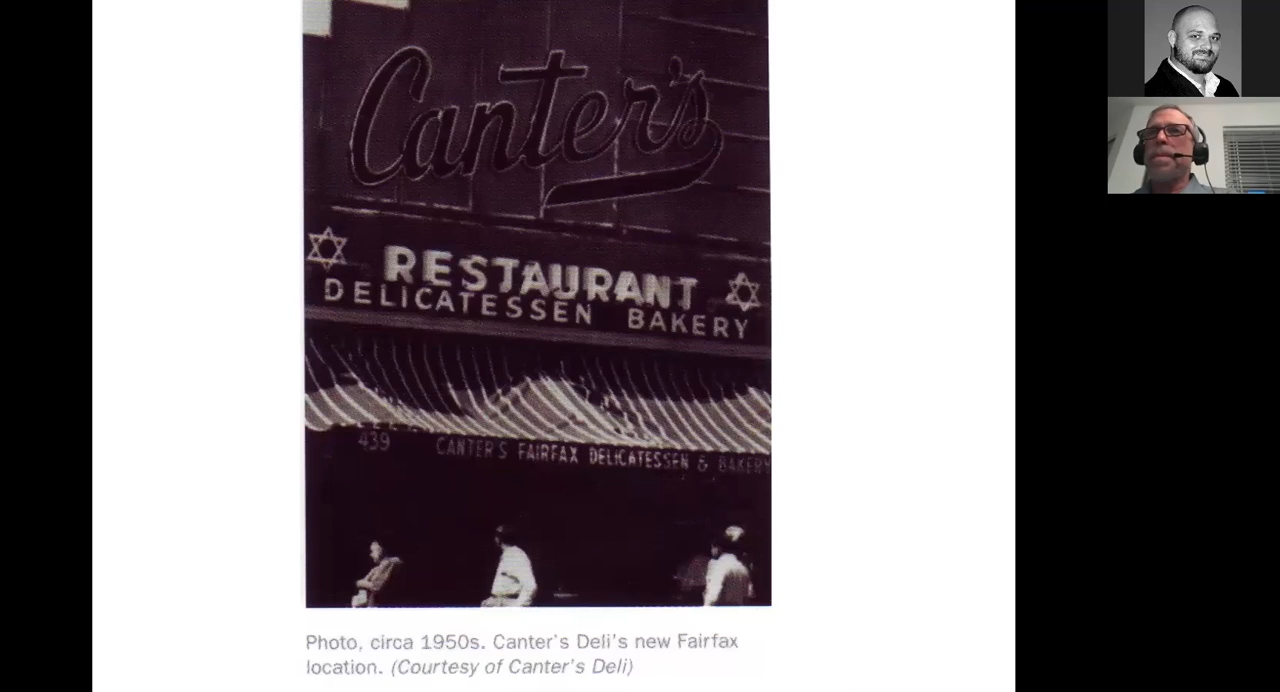 Canter's
RESTAURANT
DELICATESSEN BAKERY
439 CANTER'S FAIRFAX DELICATESSEN & BAKERY
Photo, circa 1950s. Canter's Deli's new Fairfax
location. (Courtesy of Canter's Deli)